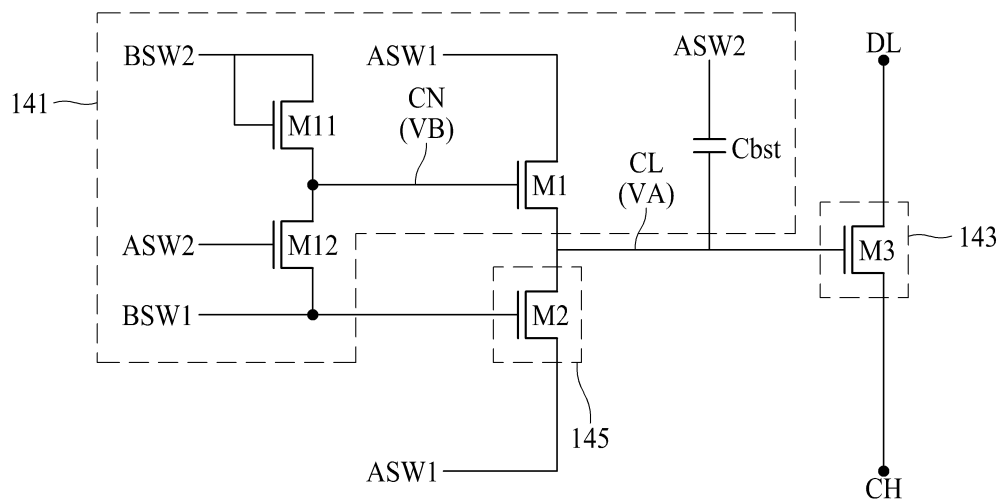 BSW2
ASW1
ASW2
DL
141
CN
(VB)
M11
Cbst
M1
CL
(VA)
ASW2
M12
M3
143
BSW1
M2
145
ASW1
CH